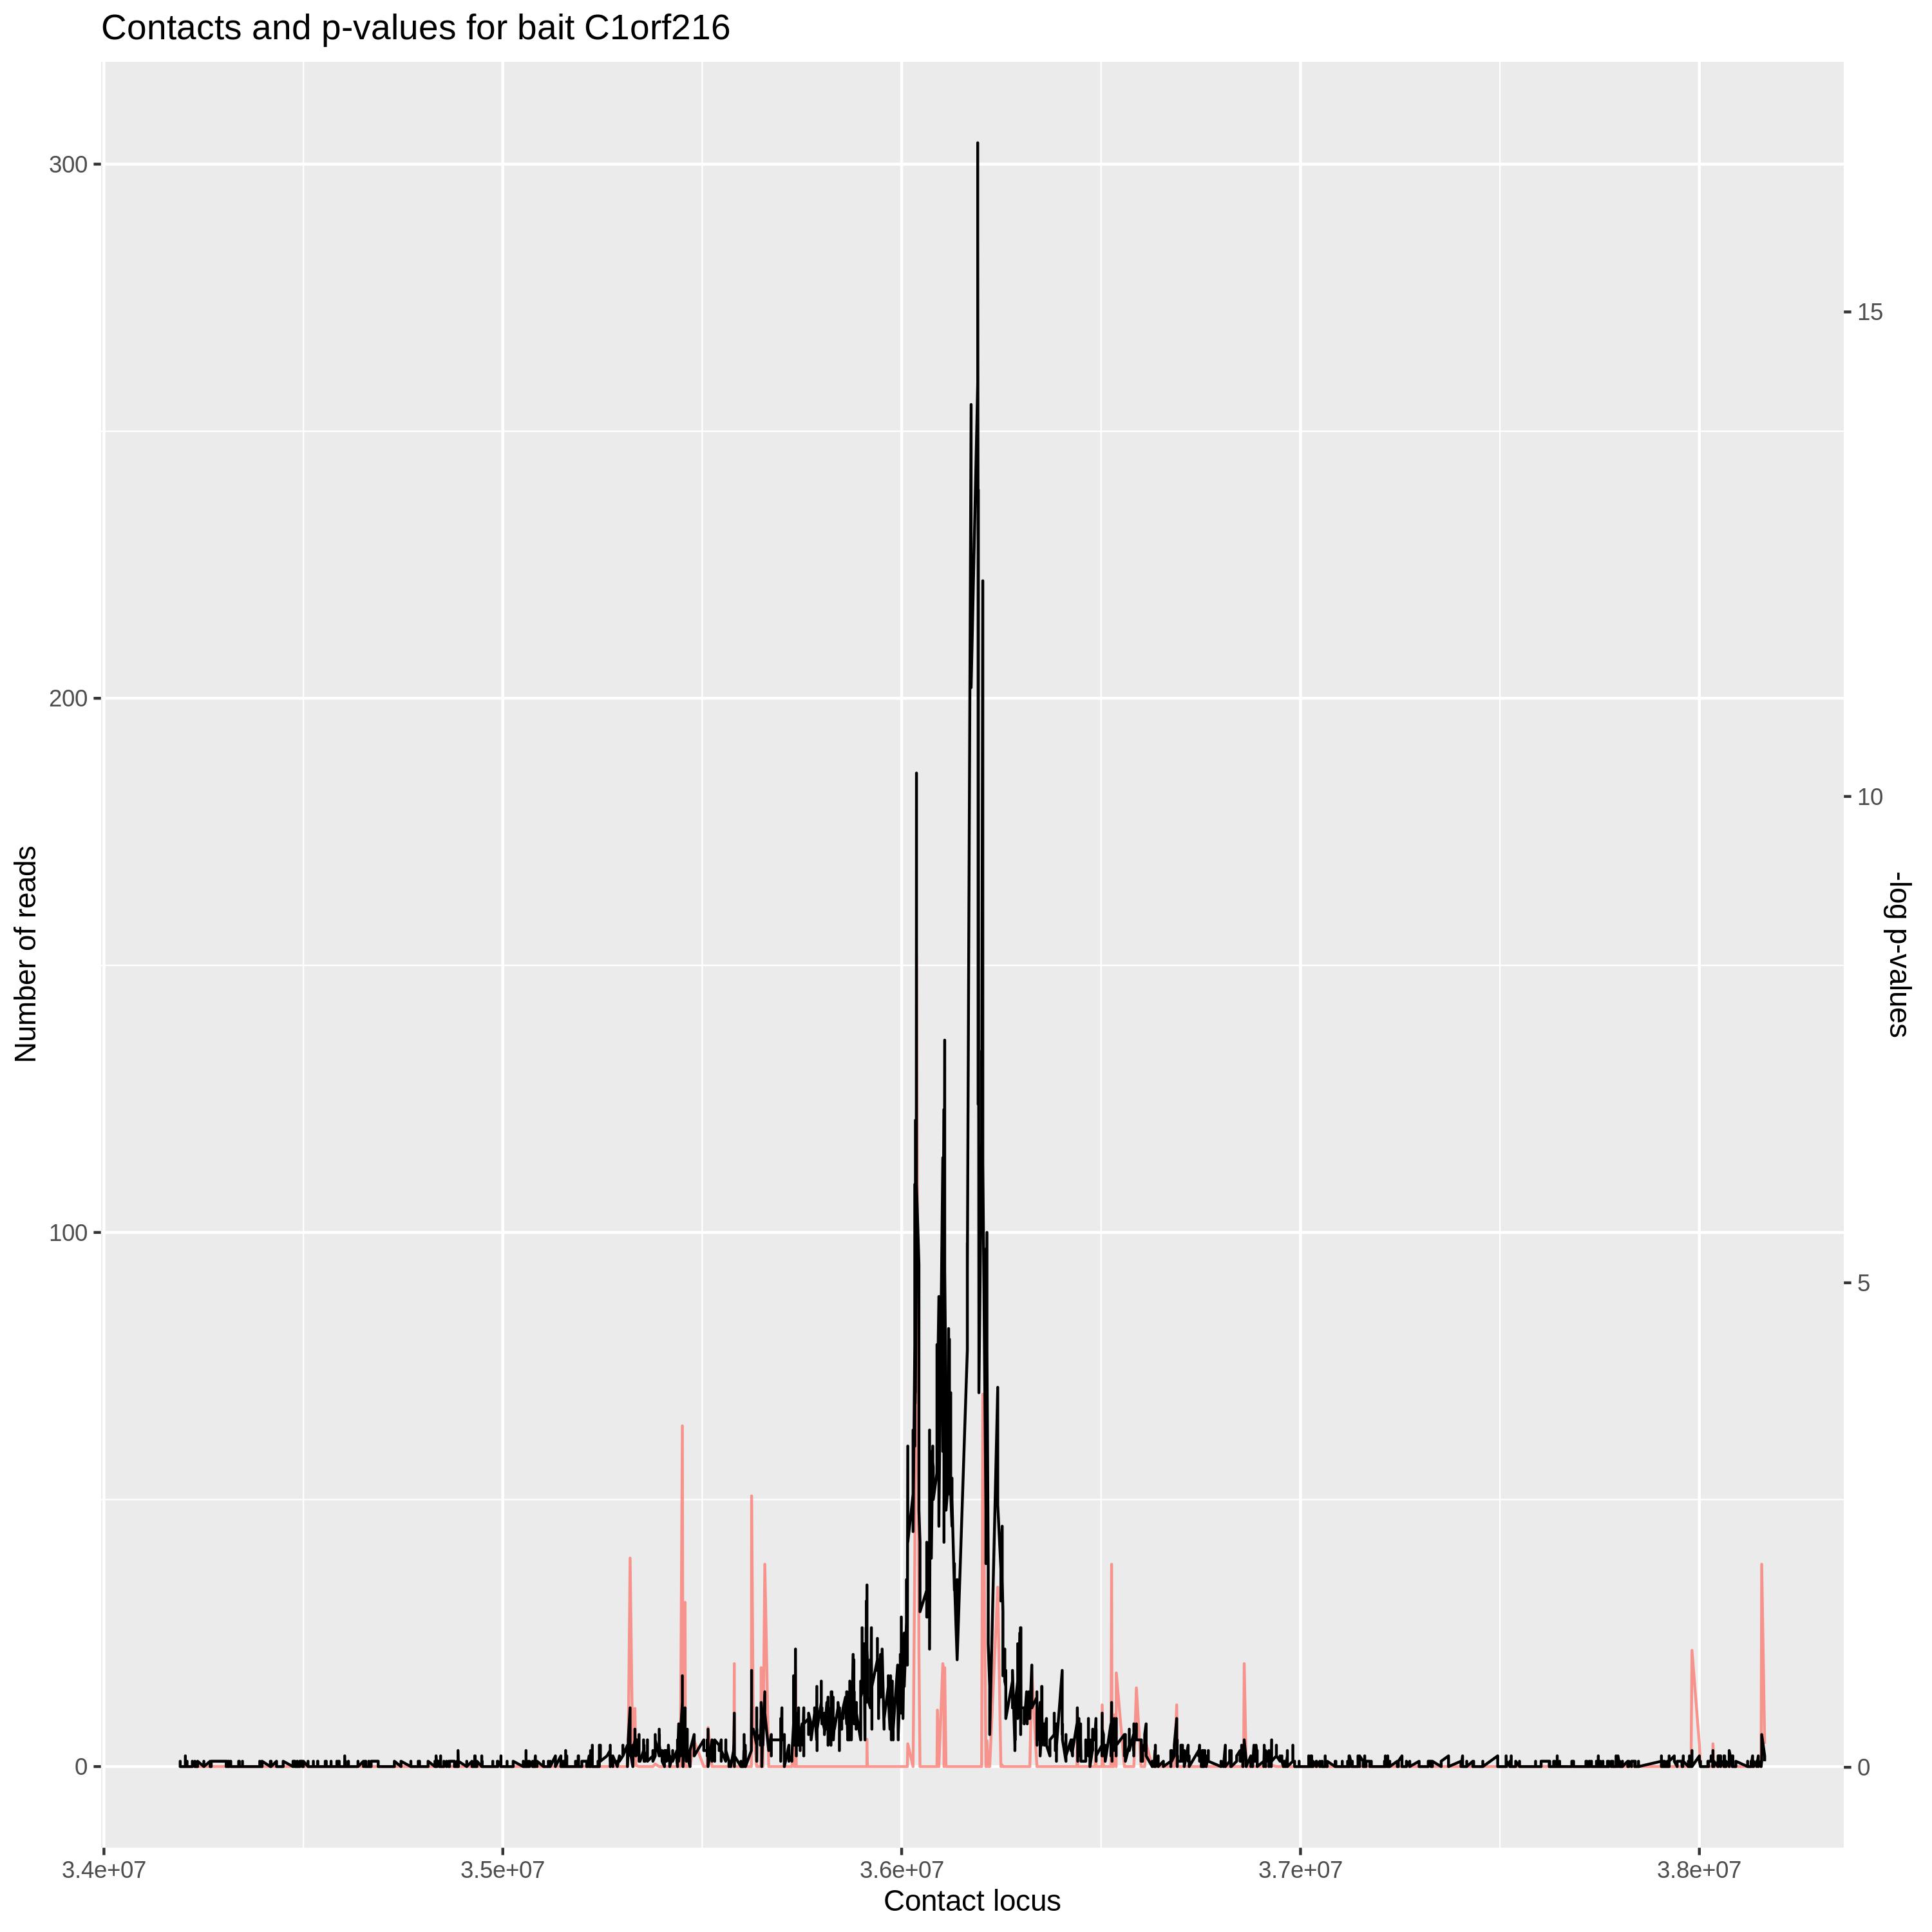 Contacts and p-values for bait C1orf216
300
200
100
0
Number of reads
15
10
5
0
-log p-values
3.4e+07
3.5e+07
3.6e+07
3.7e+07
3.8e+07
Contact locus